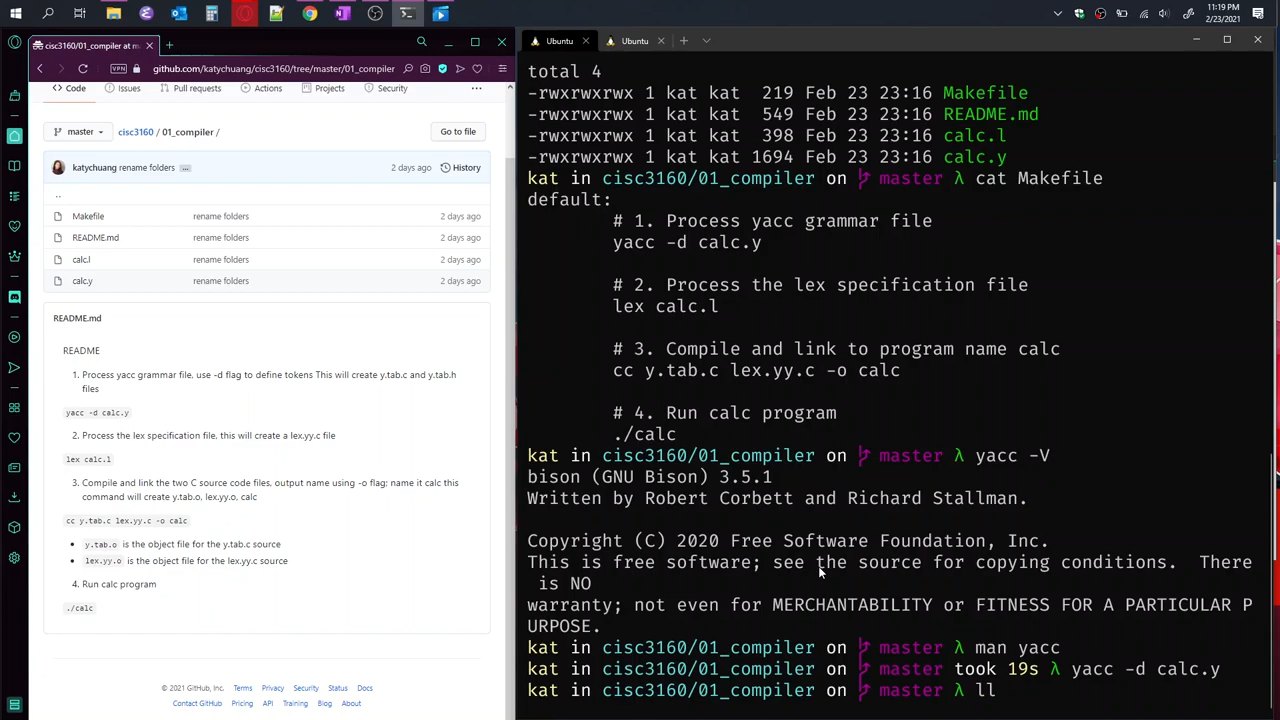 11:19 PM
2/23/2021
cisc3160/01_compiler at m
VPN
github.com/katychuang/cisc3160/tree/master/01_compiler
Code
Issues
Pull requests
Actions
Projects
Security
master
cisc3160 / 01_compiler /
Go to file
katychuang rename folders
2 days ago
History
..
Makefile rename folders 2 days ago
README.md rename folders 2 days ago
calc.l rename folders 2 days ago
calc.y rename folders 2 days ago
README.md
README
1. Process yacc grammar file, use -d flag to define tokens This will create y.tab.c and y.tab.h
files
yacc -d calc.y
2. Process the lex specification file, this will create a lex.yy.c file
lex calc.l
3. Compile and link the two C source code files, output name using -o flag; name it calc this
command will create y.tab.o, lex.yy.o, calc
cc y.tab.c lex.yy.c -o calc
y.tab.o is the object file for the y.tab.c source
lex.yy.o is the object file for the lex.yy.c source
4. Run calc program
./calc
© 2021 GitHub, Inc. Terms Privacy Security Status Docs
Contact GitHub Pricing API Training Blog About
Ubuntu
Ubuntu
total 4
-rwxrwxrwx 1 kat kat 219 Feb 23 23:16 Makefile
-rwxrwxrwx 1 kat kat 549 Feb 23 23:16 README.md
-rwxrwxrwx 1 kat kat 398 Feb 23 23:16 calc.l
-rwxrwxrwx 1 kat kat 1694 Feb 23 23:16 calc.y
kat in cisc3160/01_compiler on master λ cat Makefile
default:
# 1. Process yacc grammar file
yacc -d calc.y
# 2. Process the lex specification file
lex calc.l
# 3. Compile and link to program name calc
cc y.tab.c lex.yy.c -o calc
# 4. Run calc program
./calc
kat in cisc3160/01_compiler on master λ yacc -V
bison (GNU Bison) 3.5.1
Written by Robert Corbett and Richard Stallman.
Copyright (C) 2020 Free Software Foundation, Inc.
This is free software; see the source for copying conditions. There
is NO
warranty; not even for MERCHANTABILITY or FITNESS FOR A PARTICULAR P
URPOSE.
kat in cisc3160/01_compiler on master λ man yacc
kat in cisc3160/01_compiler on master took 19s λ yacc -d calc.y
kat in cisc3160/01_compiler on master λ ll